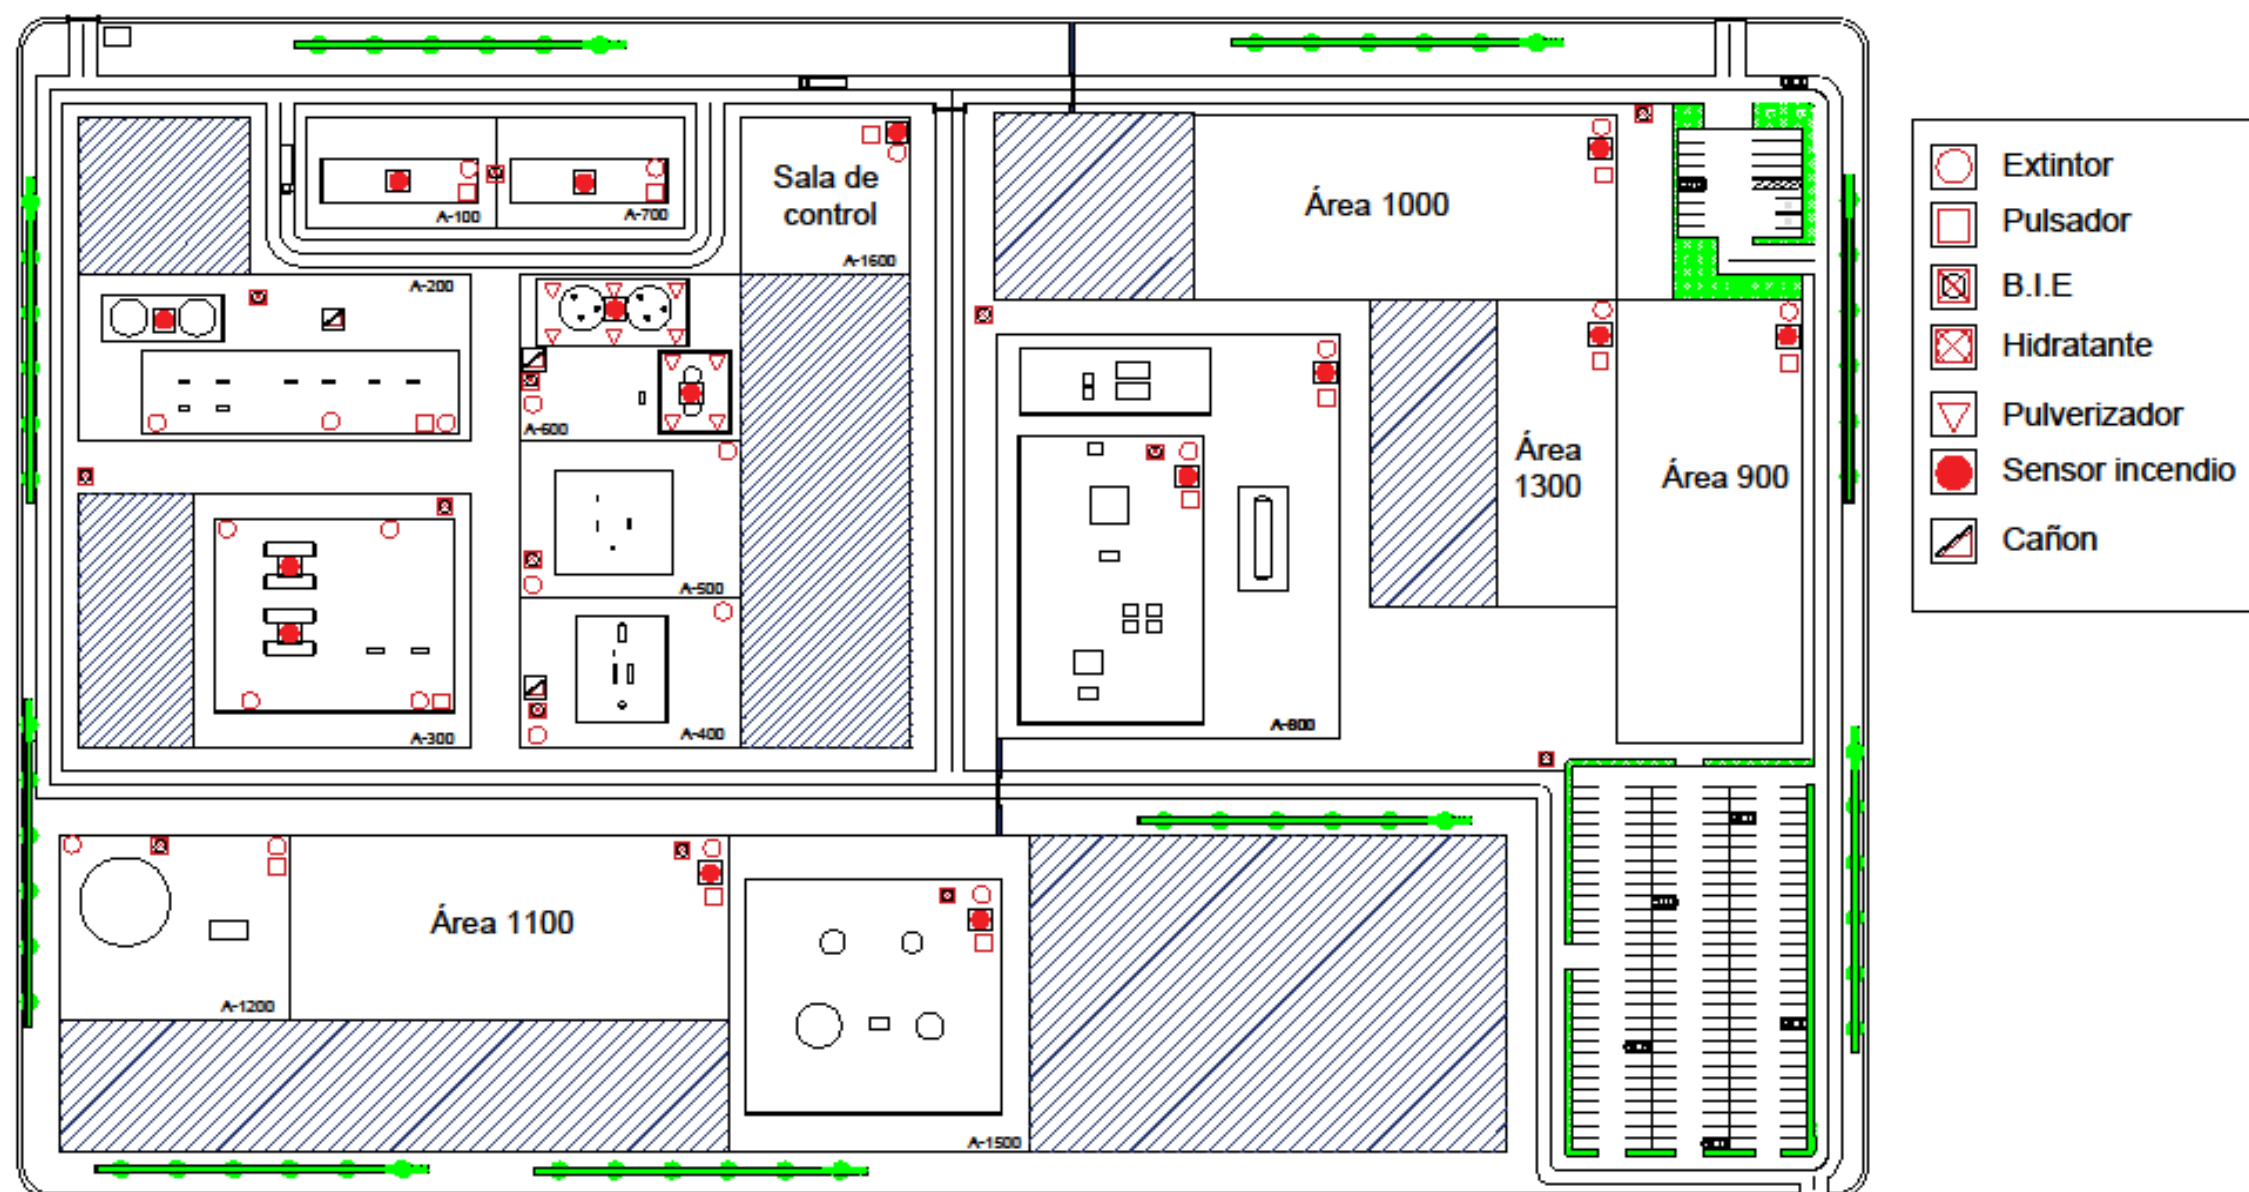 Sala de
control
A-100
A-700
A-1600
Área 1000
A-200
A-600
A-500
A-300
A-400
Área
1300
Área 900
A-800
Área 1100
A-1200
A-1500
Extintor
Pulsador
B.I.E
Hidratante
Pulverizador
Sensor incendio
Cañon